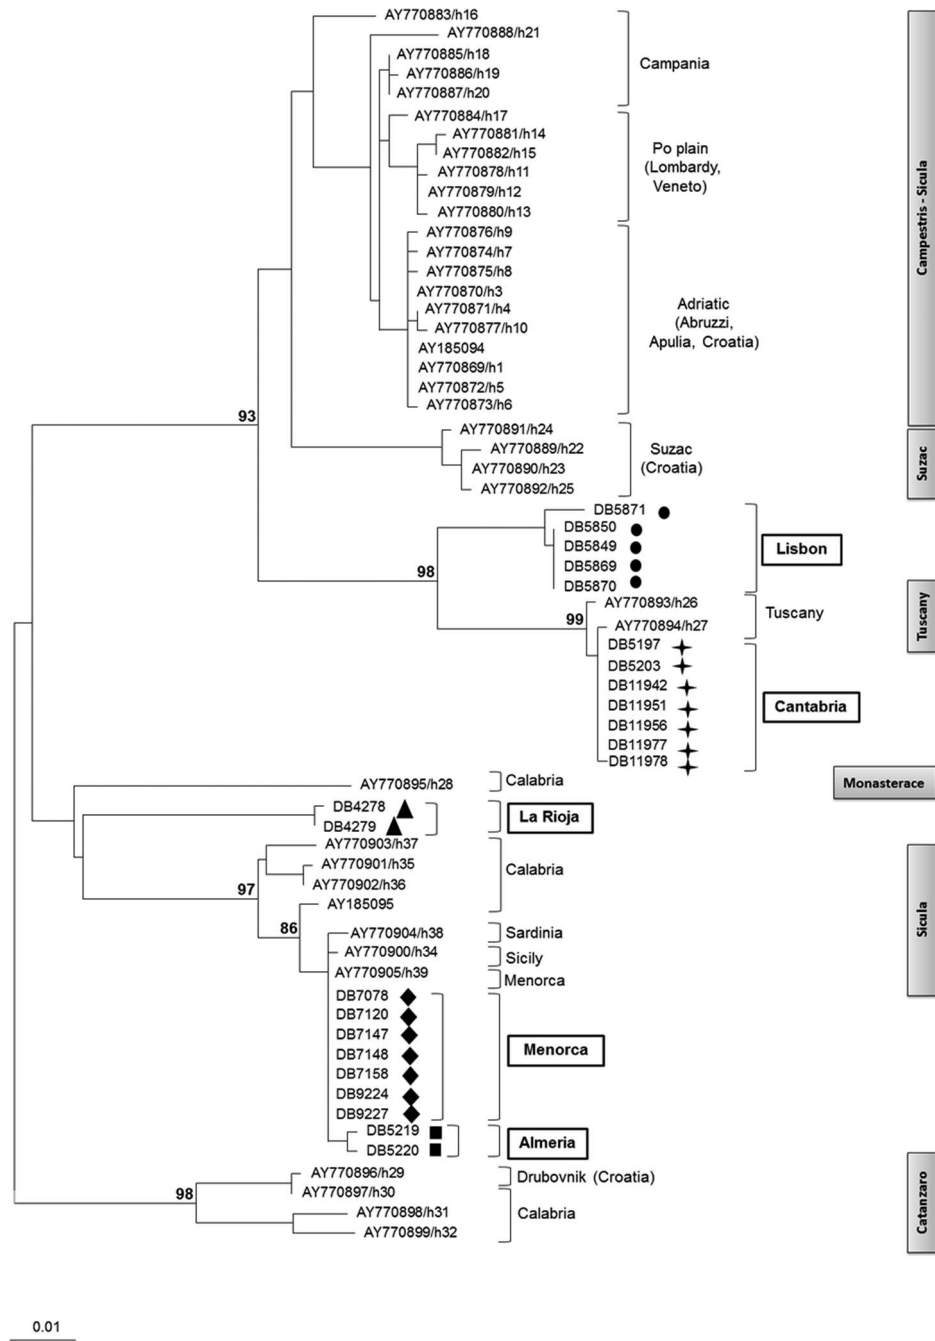 AY770883/h16
AY770888/h21
AY770885/h18
AY770886/h19
AY770887/h20
Campania
AY770884/h17
AY770881/h14
AY770882/h15
AY770878/h11
AY770879/h12
AY770880/h13
Po plain
(Lombardy,
Veneto)
AY770876/h9
AY770874/h7
AY770875/h8
AY770870/h3
AY770871/h4
AY770877/h10
AY185094
AY770869/h1
AY770872/h5
AY770873/h6
Adriatic
(Abruzzi,
Apulia, Croatia)
Campestris - Sicula
93
AY770891/h24
AY770889/h22
AY770890/h23
AY770892/h25
Suzac
(Croatia)
Suzac
DB5871
DB5850
DB5849
DB5869
DB5870
Lisbon
98
99
AY770893/h26
AY770894/h27
Tuscany
Tuscany
DB5197
DB5203
DB11942
DB11951
DB11956
DB11977
DB11978
Cantabria
AY770895/h28
Calabria
Monasterace
DB4278
DB4279
La Rioja
AY770903/h37
AY770901/h35
AY770902/h36
AY185095
Calabria
97
86
AY770904/h38
Sardinia
AY770900/h34
Sicily
AY770905/h39
Menorca
Sicula
DB7078
DB7120
DB7147
DB7148
DB7158
DB9224
DB9227
Menorca
DB5219
DB5220
Almeria
98
AY770896/h29
AY770897/h30
Drubovnik (Croatia)
AY770898/h31
AY770899/h32
Calabria
Catanzaro
0.01